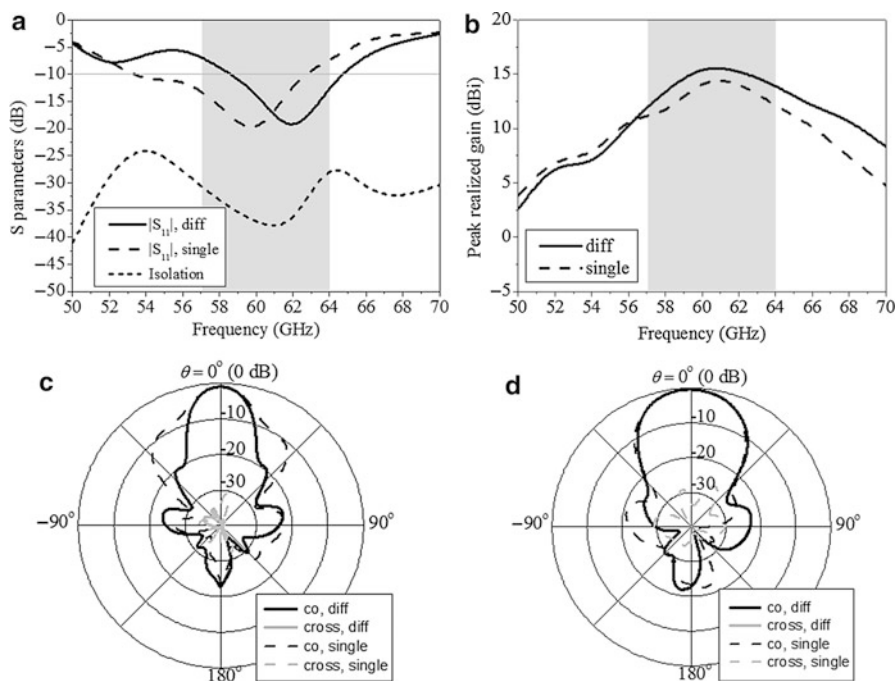 a
0
−5
−10
−15
−20
−25
−30
−35
−40
−45
−50
S parameters (dB)
|S11|, diff
|S11|, single
Isolation
50 52 54 56 58 60 62 64 66 68 70
Frequency (GHz)
b
20
15
10
5
0
−5
Peak realized gain (dBi)
diff
single
50 52 54 56 58 60 62 64 66 68 70
Frequency (GHz)
c
θ = 0° (0 dB)
-10
-20
-30
−90°
90°
180°
co, diff
cross, diff
co, single
cross, single
d
θ = 0° (0 dB)
-10
-20
-30
−90°
90°
180°
co, diff
cross, diff
co, single
cross, single